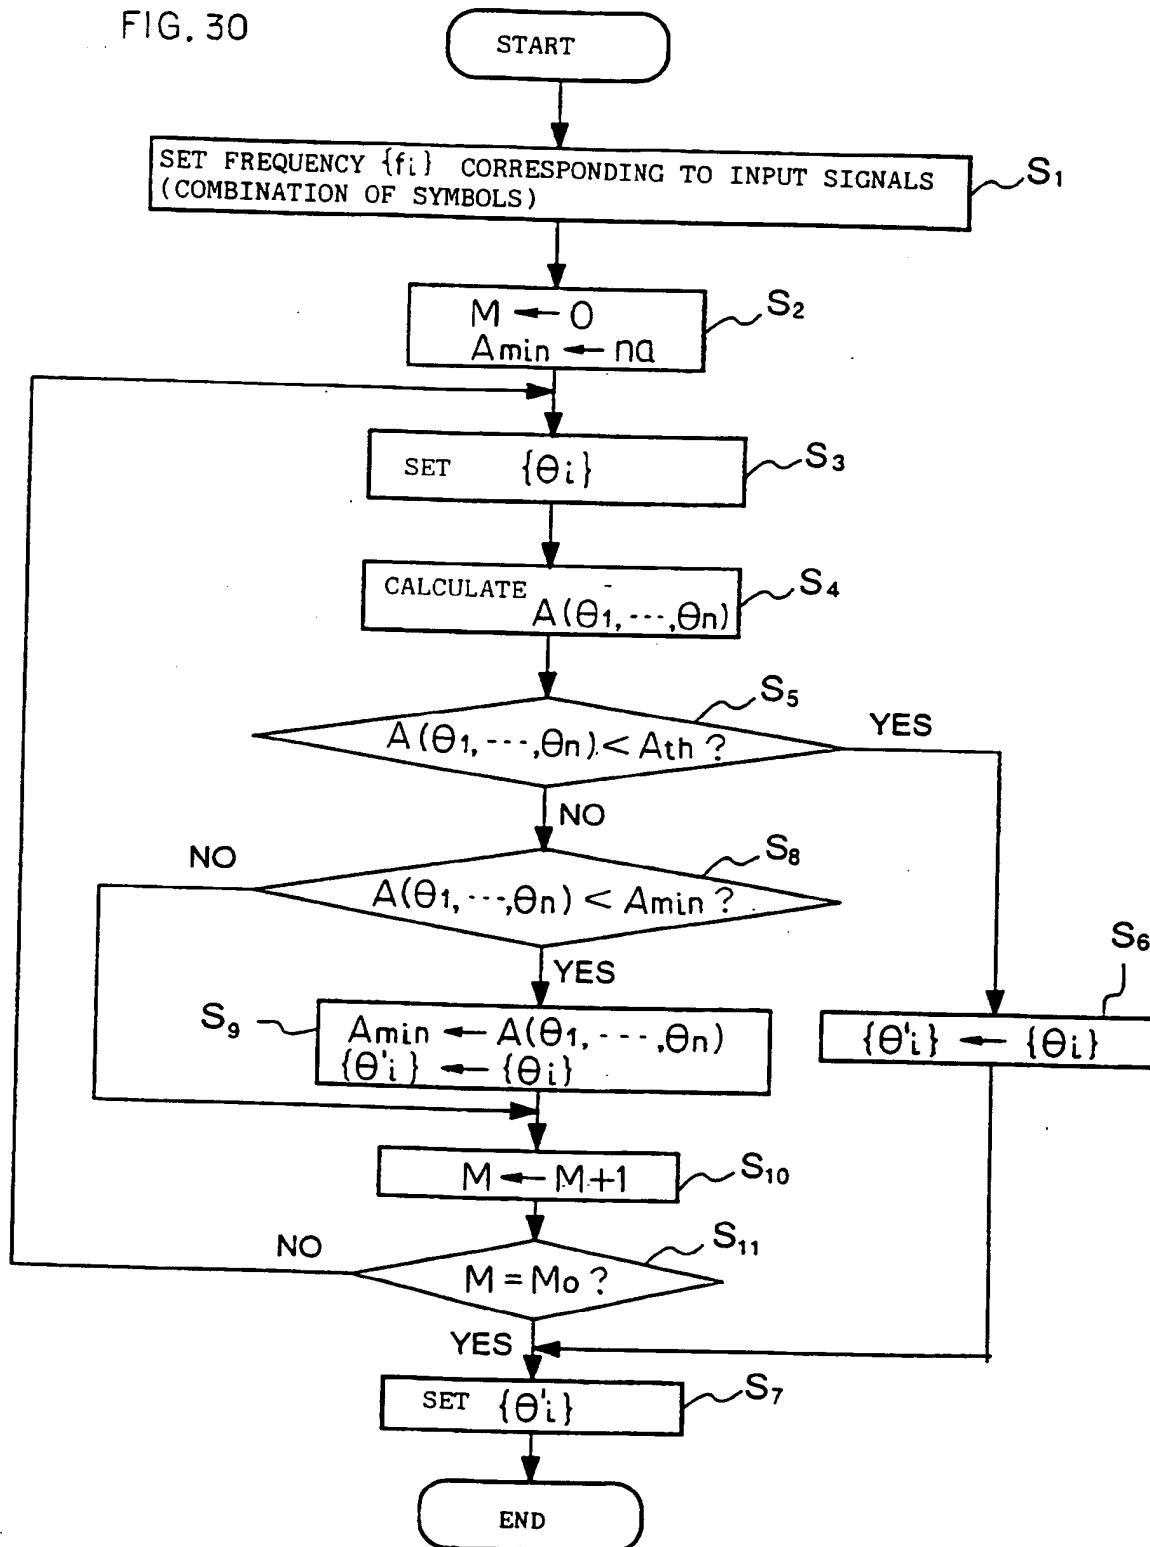 FIG. 30
START
SET FREQUENCY {fi} CORRESPONDING TO INPUT SIGNALS
(COMBINATION OF SYMBOLS)
S1
M ← 0
Amin ← na
S2
SET {θi}
S3
CALCULATE
A(θ1, ---, θn)
S4
S5
A(θ1, ---, θn) < Ath ?
YES
NO
S8
NO
A(θ1, ---, θn) < Amin ?
YES
S6
{θ'i} ← {θi}
S9
Amin ← A(θ1, ---, θn)
{θ'i} ← {θi}
M ← M+1
S10
S11
NO
M = Mo ?
YES
SET {θ'i}
S7
END